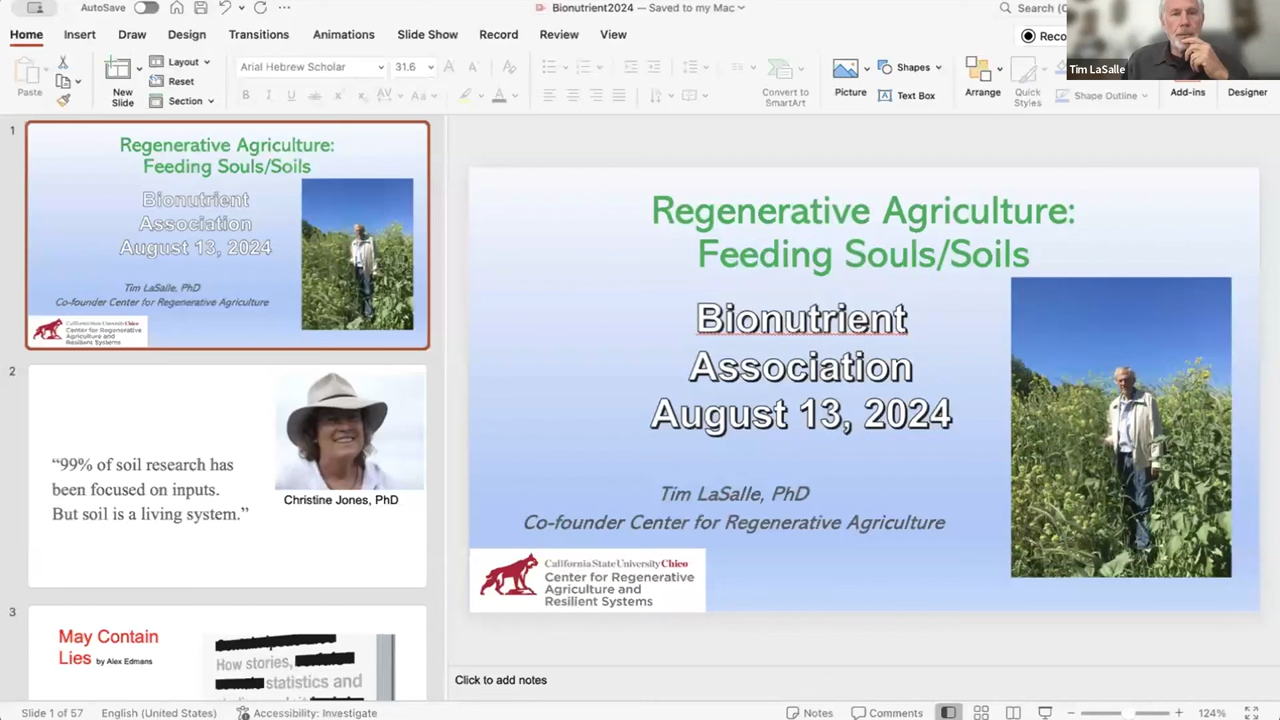 AutoSave
Bionutrient2024 — Saved to my Mac
Search (
Home
Insert
Draw
Design
Transitions
Animations
Slide Show
Record
Review
View
Reco
Tim LaSalle
Paste
New
Slide
Layout
Reset
Section
Arial Hebrew Scholar
31.6
Convert to
SmartArt
Picture
Shapes
Text Box
Arrange
Quick
Styles
Shape Outline
Add-ins
Designer
1
Regenerative Agriculture:
Feeding Souls/Soils
Bionutrient
Association
August 13, 2024
Tim LaSalle, PhD
Co-founder Center for Regenerative Agriculture
California State University Chico
Center for Regenerative
Agriculture and
Resilient Systems
2
“99% of soil research has
been focused on inputs.
But soil is a living system.”
Christine Jones, PhD
3
May Contain
Lies by Alex Edmans
How stories,
statistics and
Regenerative Agriculture:
Feeding Souls/Soils
Bionutrient
Association
August 13, 2024
Tim LaSalle, PhD
Co-founder Center for Regenerative Agriculture
California State University Chico
Center for Regenerative
Agriculture and
Resilient Systems
Click to add notes
Slide 1 of 57
English (United States)
Accessibility: Investigate
Notes
Comments
124%